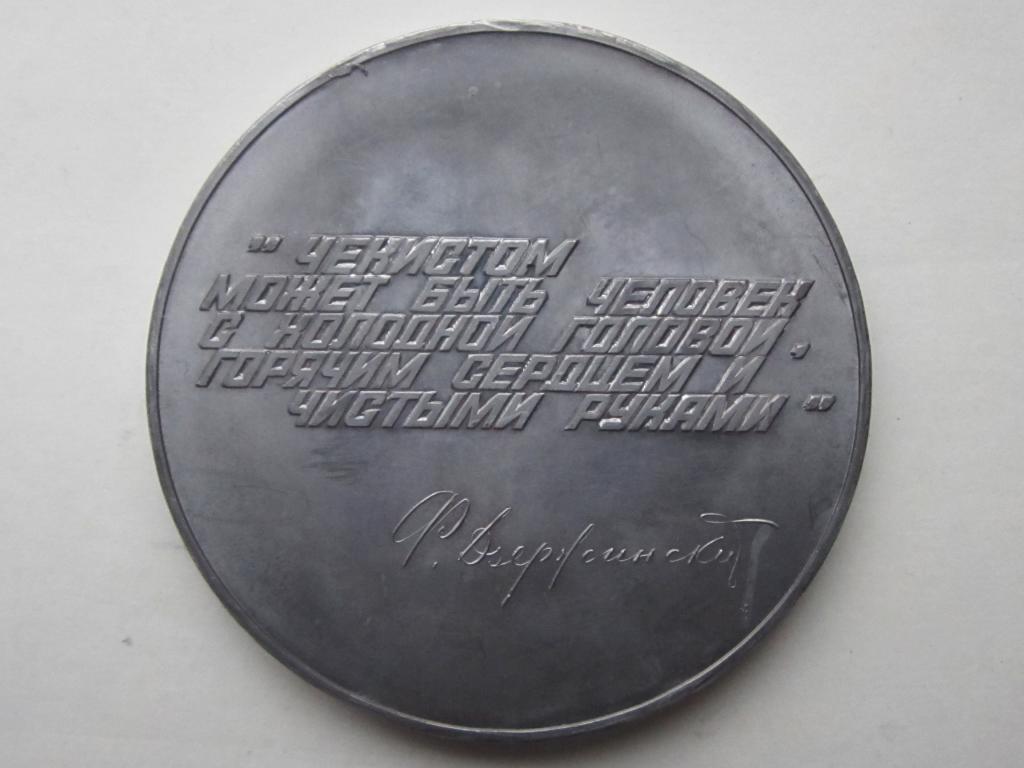 " ЧЕКИСТОМ
МОЖЕТ БЫТЬ ЧЕЛОВЕК
С ХОЛОДНОЙ ГОЛОВОЙ,
ГОРЯЧИМ СЕРДЦЕМ И
ЧИСТЫМИ РУКАМИ "
Ф. Дзержинский